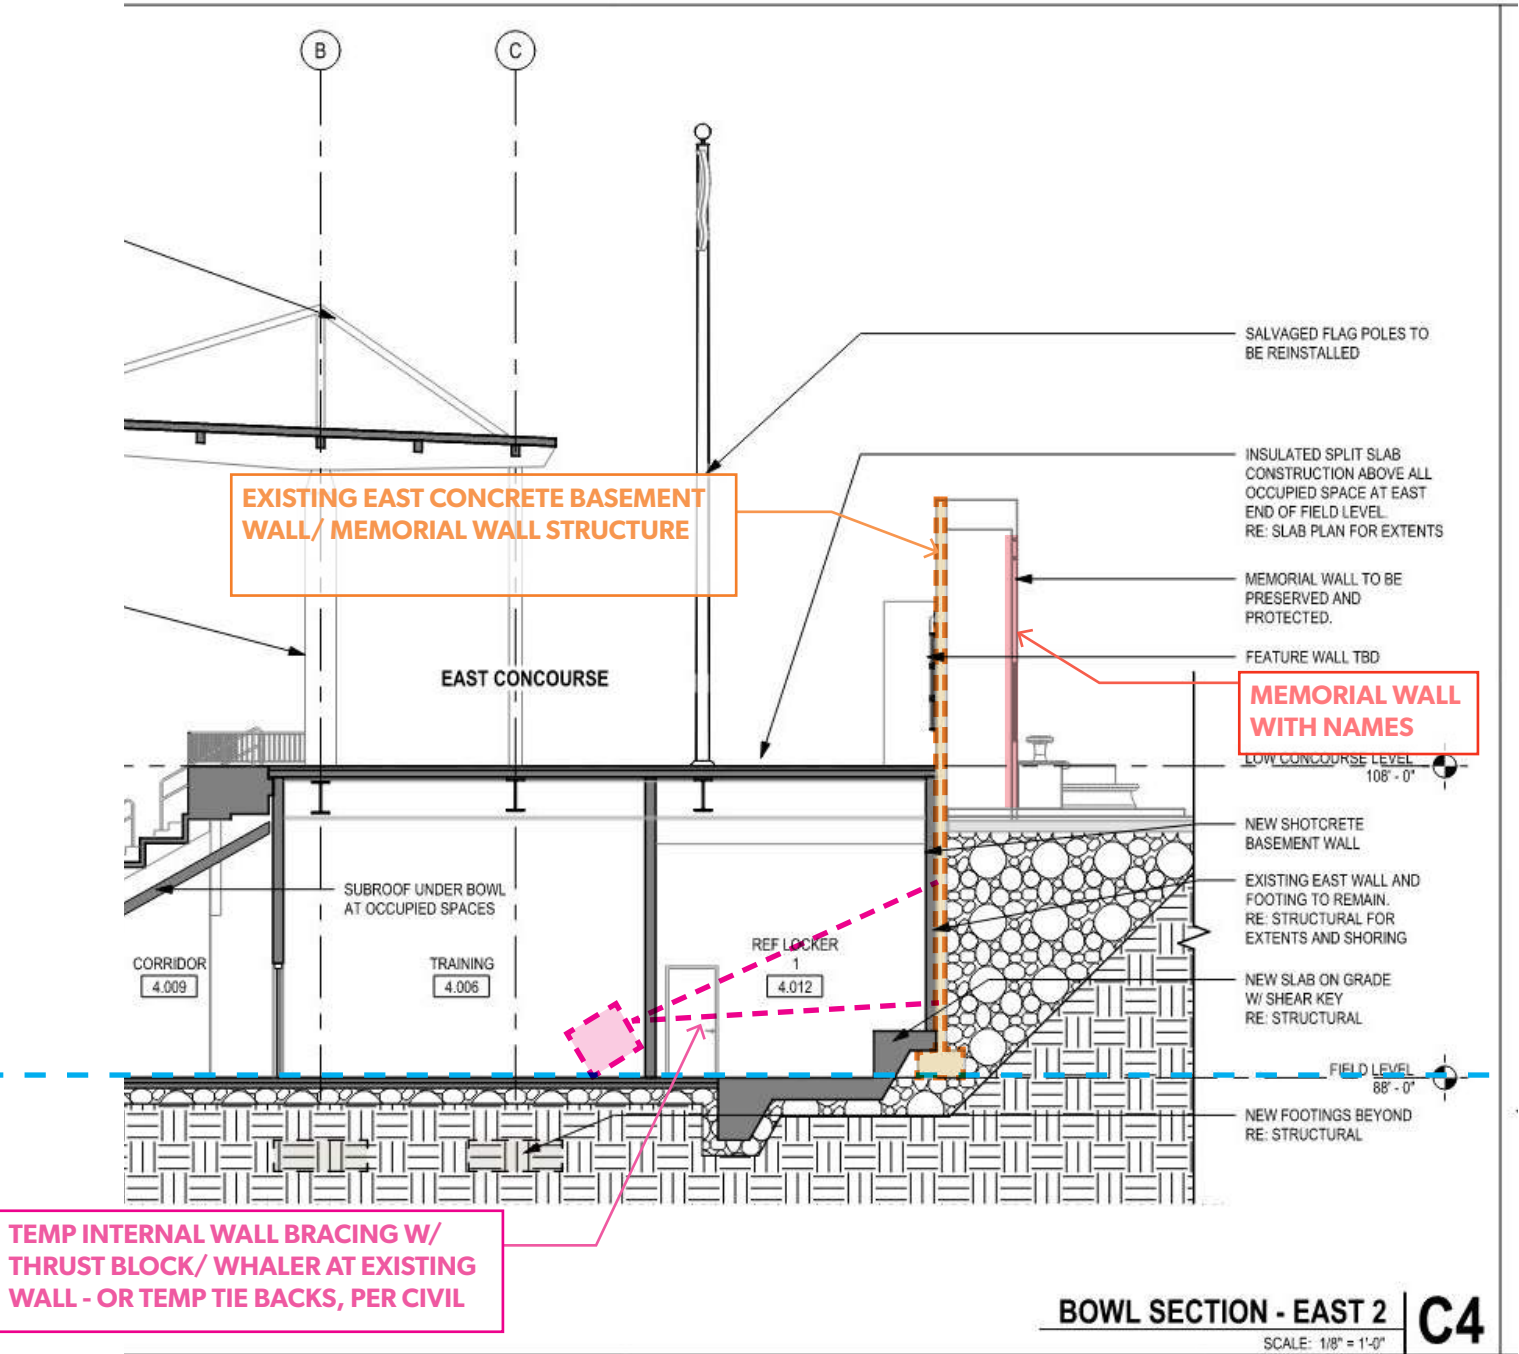 B
C
SALVAGED FLAG POLES TO
BE REINSTALLED
INSULATED SPLIT SLAB
CONSTRUCTION ABOVE ALL
OCCUPIED SPACE AT EAST
END OF FIELD LEVEL.
RE: SLAB PLAN FOR EXTENTS
EXISTING EAST CONCRETE BASEMENT
WALL/ MEMORIAL WALL STRUCTURE
MEMORIAL WALL TO BE
PRESERVED AND
PROTECTED.
FEATURE WALL TBD
EAST CONCOURSE
MEMORIAL WALL
WITH NAMES
LOW CONCOURSE LEVEL
108' - 0"
NEW SHOTCRETE
BASEMENT WALL
EXISTING EAST WALL AND
FOOTING TO REMAIN.
RE: STRUCTURAL FOR
EXTENTS AND SHORING
SUBROOF UNDER BOWL
AT OCCUPIED SPACES
CORRIDOR
4.009
TRAINING
4.006
REF LOCKER
1
4.012
NEW SLAB ON GRADE
W/ SHEAR KEY
RE: STRUCTURAL
FIELD LEVEL
88' - 0"
NEW FOOTINGS BEYOND
RE: STRUCTURAL
TEMP INTERNAL WALL BRACING W/
THRUST BLOCK/ WHALER AT EXISTING
WALL - OR TEMP TIE BACKS, PER CIVIL
BOWL SECTION - EAST 2
C4
SCALE: 1/8" = 1'-0"